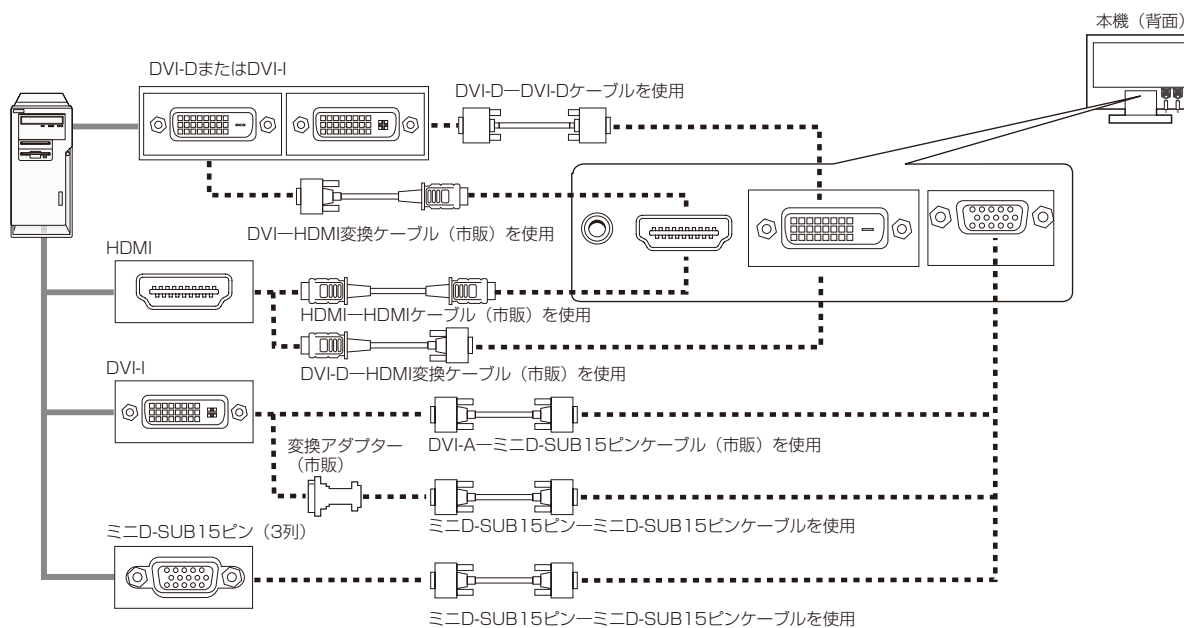 本機（背面）
DVI-DまたはDVI-I
DVI-D—DVI-Dケーブルを使用
DVI—HDMI変換ケーブル（市販）を使用
HDMI
HDMI—HDMIケーブル（市販）を使用
DVI-D—HDMI変換ケーブル（市販）を使用
DVI-I
DVI-A—ミニD-SUB15ピンケーブル（市販）を使用
変換アダプター
（市販）
ミニD-SUB15ピン—ミニD-SUB15ピンケーブルを使用
ミニD-SUB15ピン（3列）
ミニD-SUB15ピン—ミニD-SUB15ピンケーブルを使用